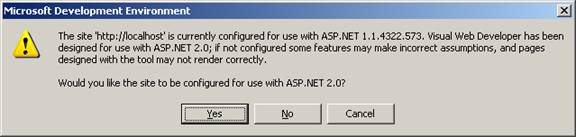 Microsoft Development Environment
The site 'http://localhost' is currently configured for use with ASP.NET 1.1.4322.573. Visual Web Developer has been
designed for use with ASP.NET 2.0; if not configured some features may make incorrect assumptions, and pages
designed with the tool may not render correctly.
Would you like the site to be configured for use with ASP.NET 2.0?
Yes No Cancel